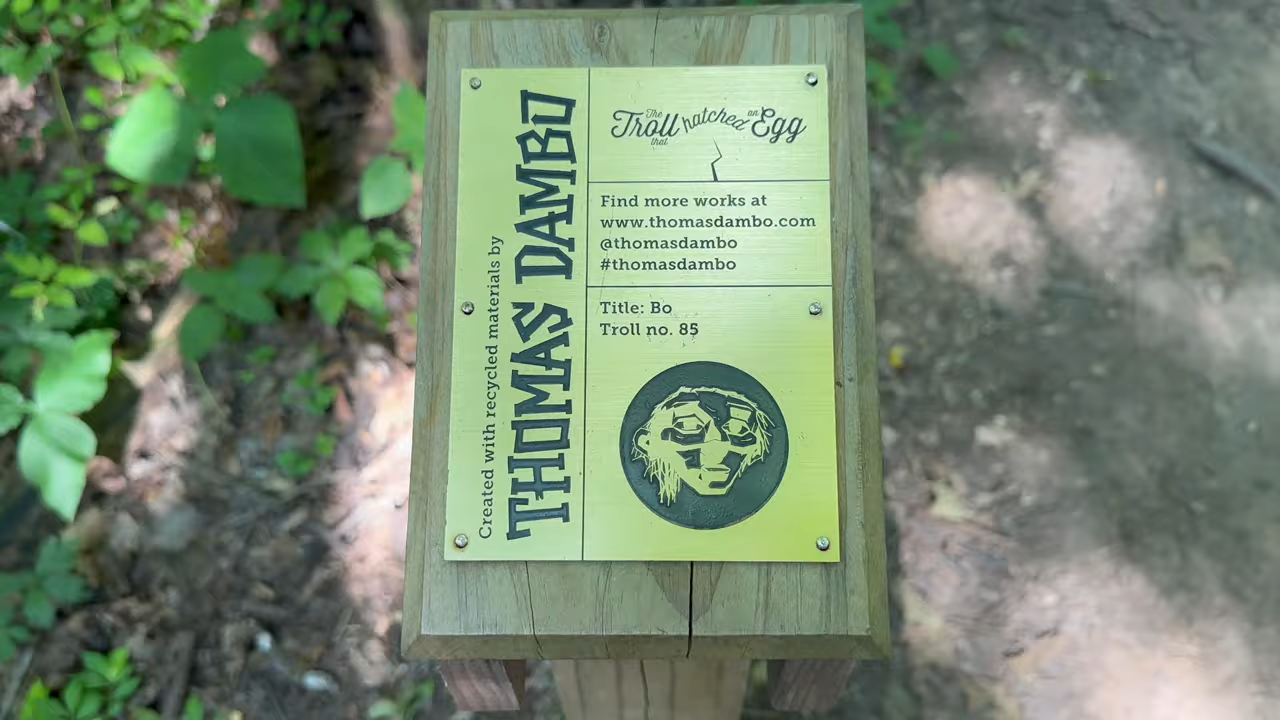 Created with recycled materials by
THOMAS DAMBO
The Troll that hatched an Egg
Find more works at
www.thomasdambo.com
@thomasdambo
#thomasdambo
Title: Bo
Troll no. 85